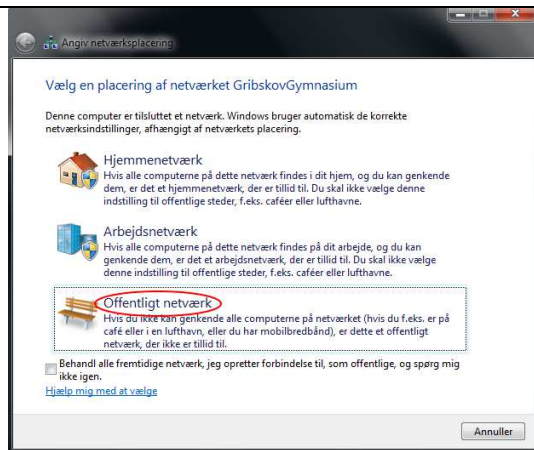 Angiv netværksplacering
Vælg en placering af netværket GribskovGymnasium
Denne computer er tilsluttet et netværk. Windows bruger automatisk de korrekte
netværksindstillinger, afhængigt af netværkets placering.
Hjemmenetværk
Hvis alle computerne på dette netværk findes i dit hjem, og du kan genkende
dem, er det et hjemmenetværk, der er tillid til. Du skal ikke vælge denne
indstilling til offentlige steder, f.eks. caféer eller lufthavne.
Arbejdsnetværk
Hvis alle computerne på dette netværk findes på dit arbejde, og du kan
genkende dem, er det et arbejdsnetværk, der er tillid til. Du skal ikke vælge
denne indstilling til offentlige steder, f.eks. caféer eller lufthavne.
Offentligt netværk
Hvis du ikke kan genkende alle computerne på netværket (hvis du f.eks. er på
café eller i en lufthavn, eller du har mobilbredbånd), er dette et offentligt
netværk, der ikke er tillid til.
Behandl alle fremtidige netværk, jeg opretter forbindelse til, som offentlige, og spørg mig
ikke igen.
Hjælp mig med at vælge
Annuller